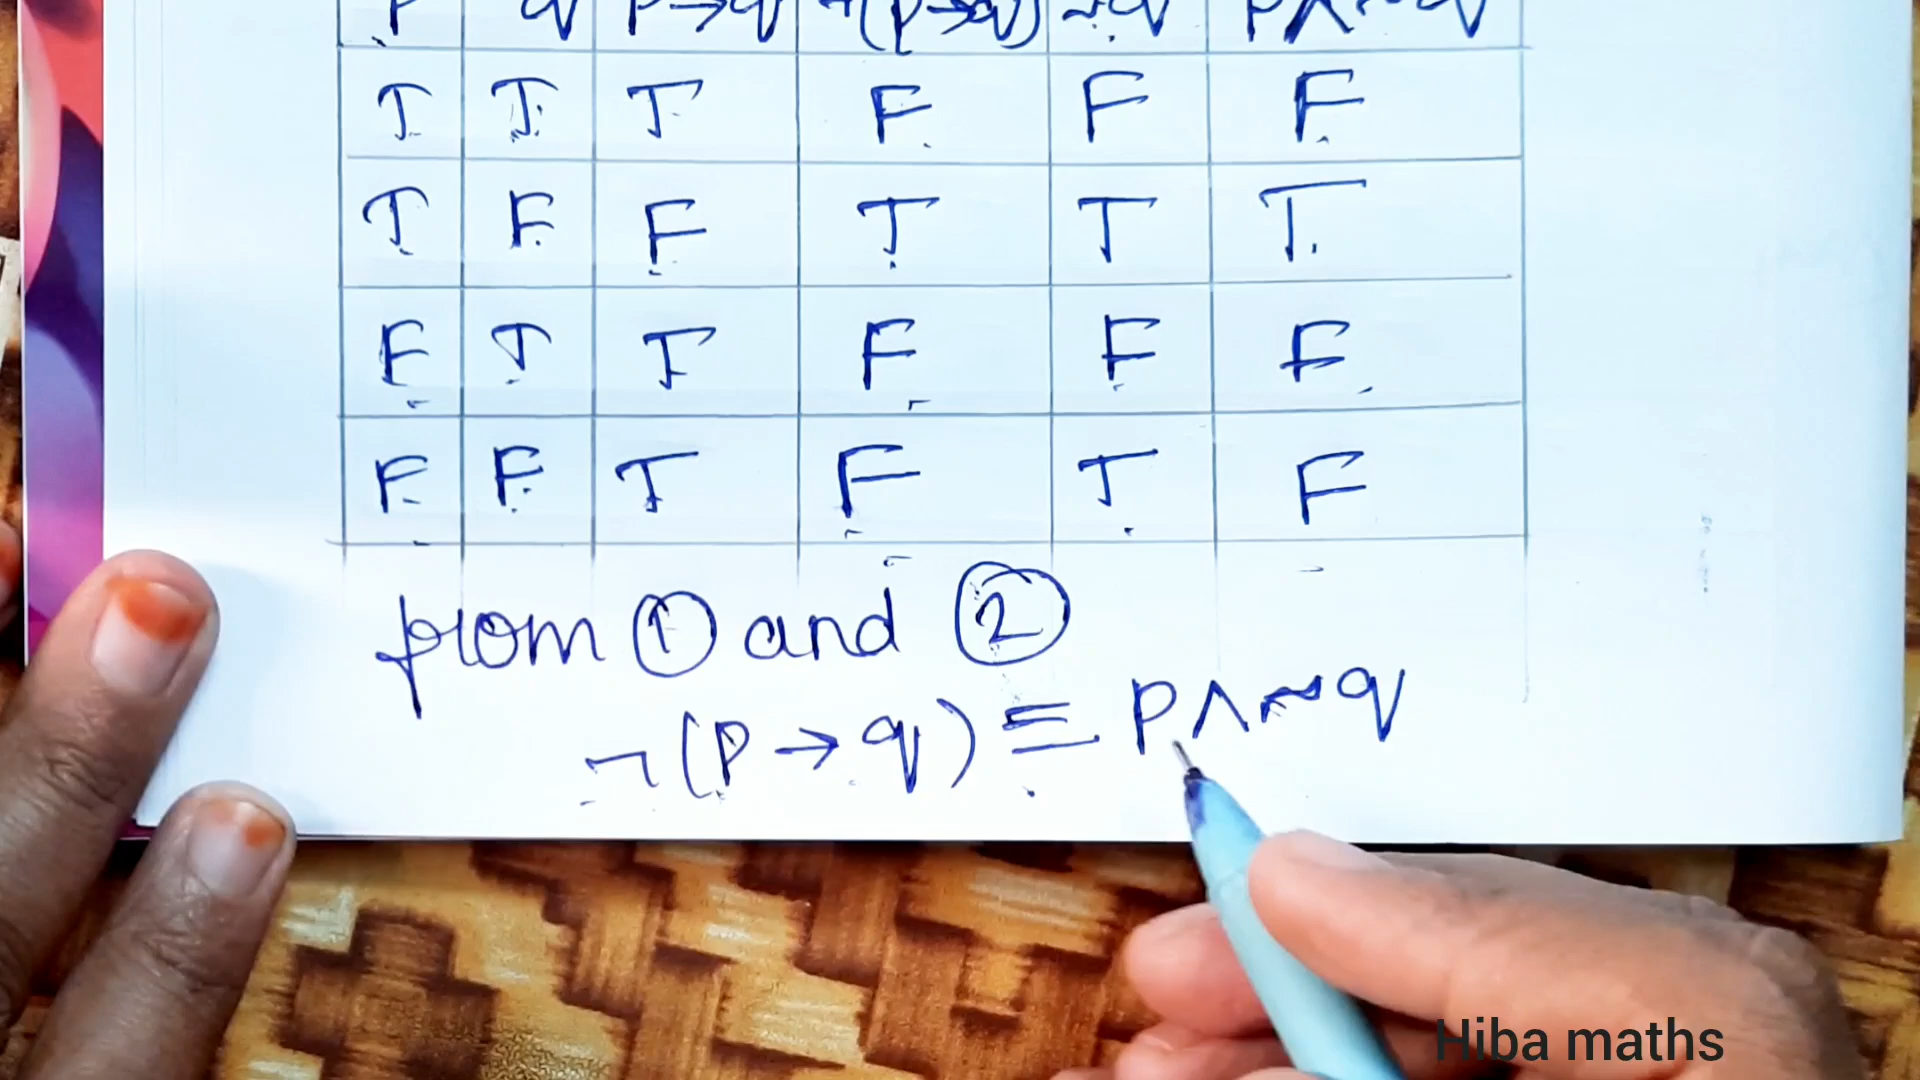 p q p→q ¬(p→q) ~q p∧~q
T T T F F F
T F F T T T
F T T F F F
F F T F T F
from ① and ②
¬(p→q) ≡ p∧~q
Hiba maths